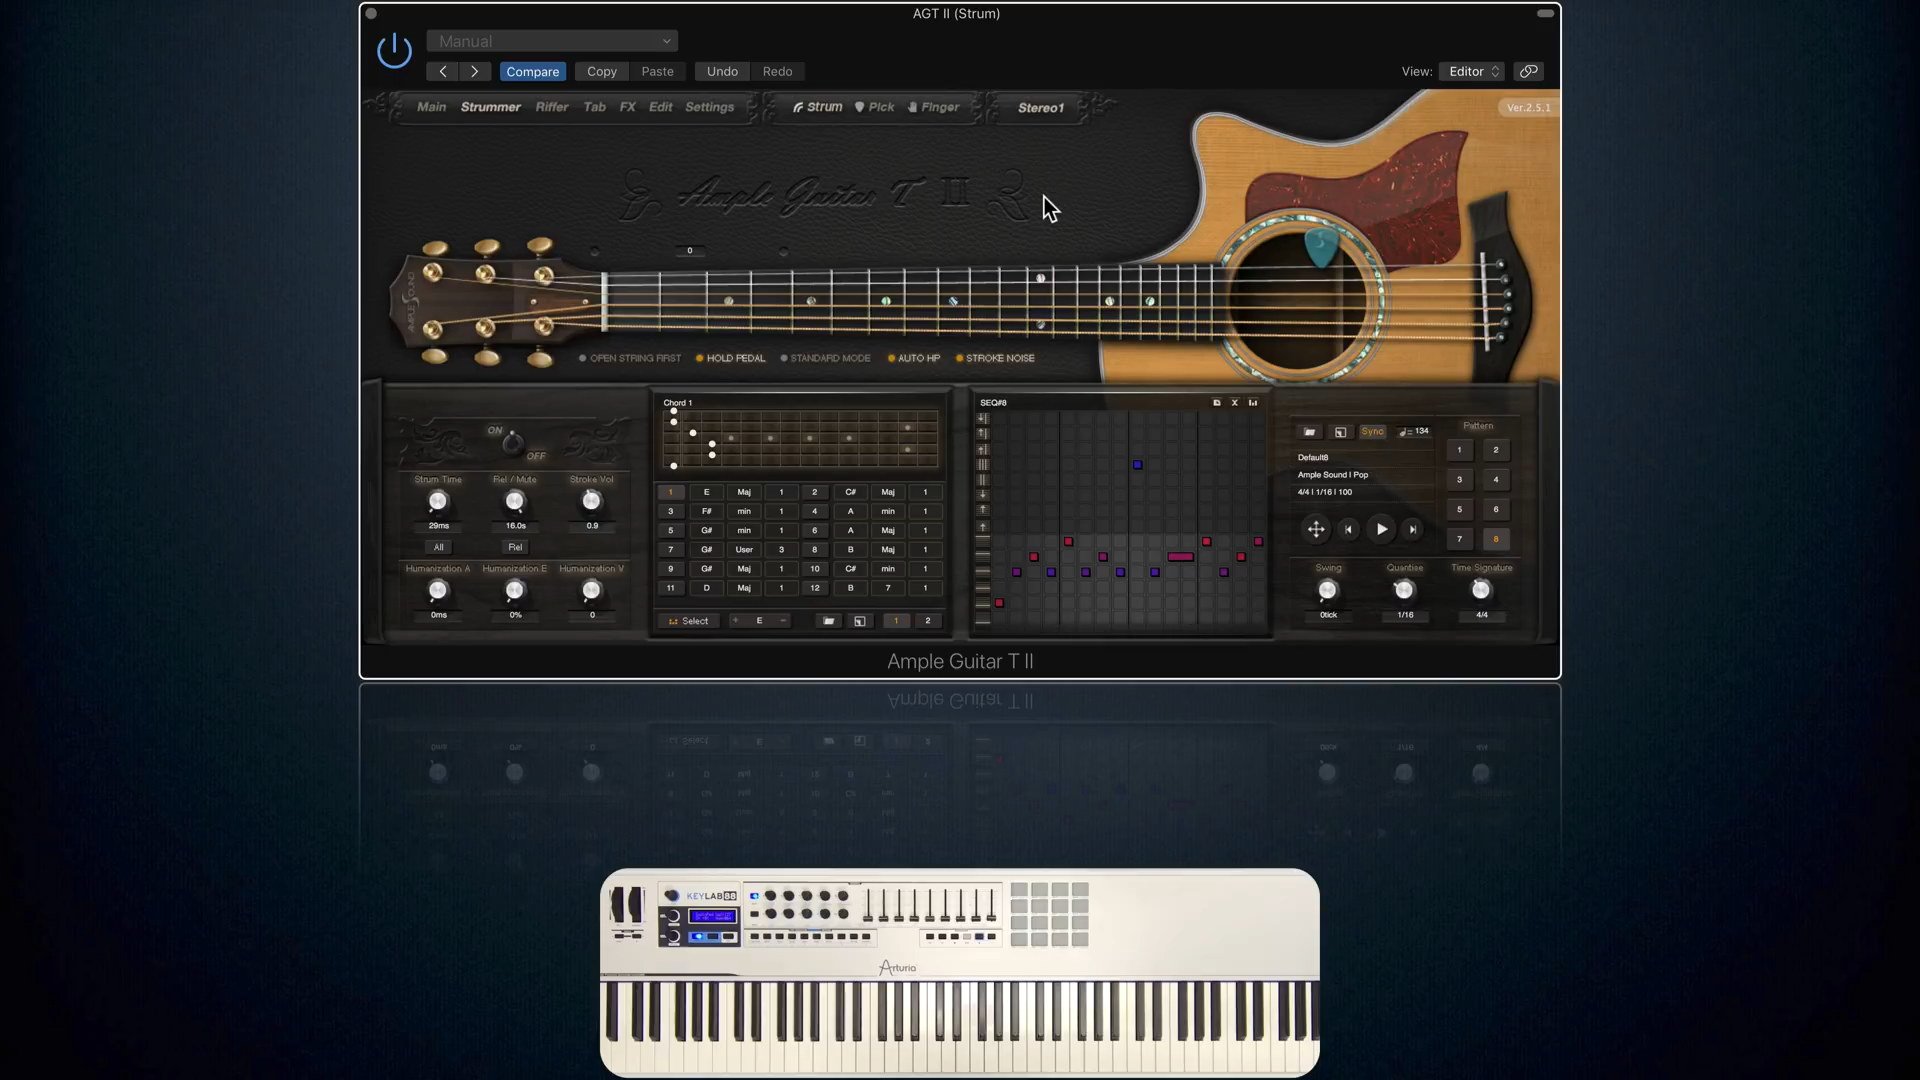 AGT II (Strum)
Manual
Compare Copy Paste Undo Redo
View: Editor
Main Strummer Riffer Tab FX Edit Settings Strum Pick Finger Stereo1
Ver.2.5.1
Ample Guitar T II
0
AMPLE SOUND
OPEN STRING FIRST HOLD PEDAL STANDARD MODE AUTO HP STROKE NOISE
ON
OFF
Strum Time Rel / Mute Stroke Vol
29ms 16.0s 0.9
All Rel
Humanization A Humanization E Humanization V
0ms 0% 0
Chord 1
1 E Maj 1 2 C# Maj 1
3 F# min 1 4 A min 1
5 G# min 1 6 A Maj 1
7 G# User 3 8 B Maj 1
9 G# Maj 1 10 C# min 1
11 D Maj 1 12 B 7 1
Select + E − 1 2
SEQ#8
X
Sync =134
Default8
Ample Sound | Pop
4/4 | 1/16 | 100
Pattern
1 2
3 4
5 6
7 8
Swing Quantise Time Signature
0tick 1/16 4/4
Ample Guitar T II
KEYLAB 88
Arturia